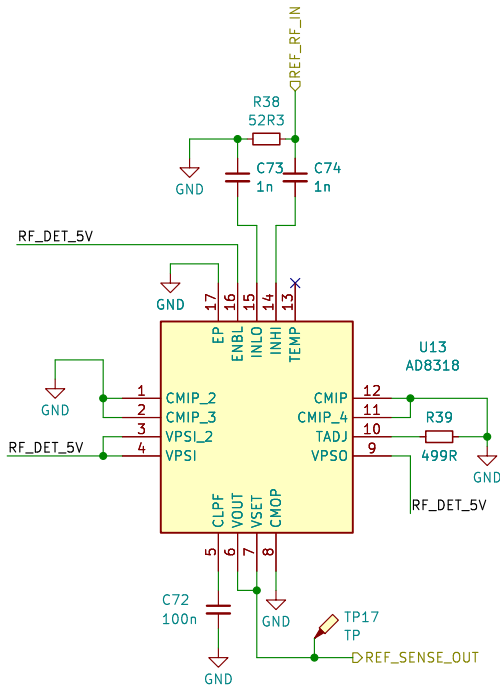 REF_RF_IN
R38
52R3
C73
1n
C74
1n
GND
RF_DET_5V
GND
17
16
15
14
13
EP
ENBL
INLO
INHI
TEMP
U13
AD8318
GND
1
CMIP_2
2
CMIP_3
3
VPSI_2
4
VPSI
RF_DET_5V
CMIP
12
CMIP_4
11
TADJ
10
VPSO
9
R39
499R
GND
RF_DET_5V
CLPF
VOUT
VSET
CMOP
5
6
7
8
C72
100n
GND
GND
TP17
TP
REF_SENSE_OUT